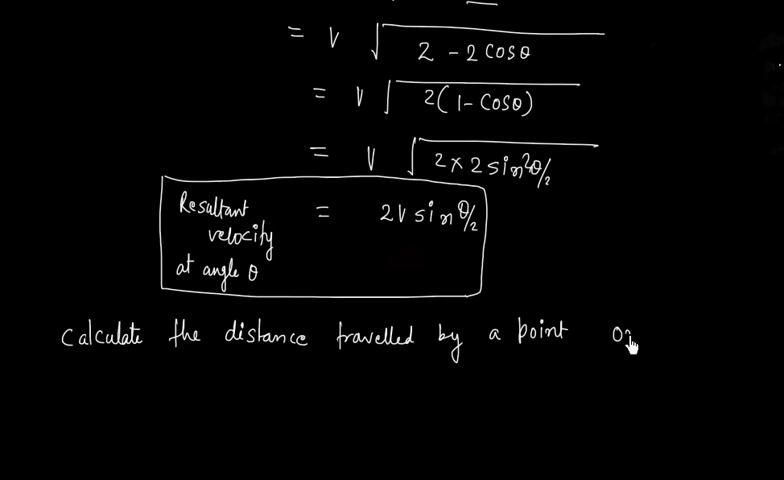 = v √2 - 2 cosθ
= v √2(1 - cosθ)
= v √2 × 2 sin²θ/2
Resultant velocity at angle θ = 2v sin θ/2
Calculate the distance travelled by a point